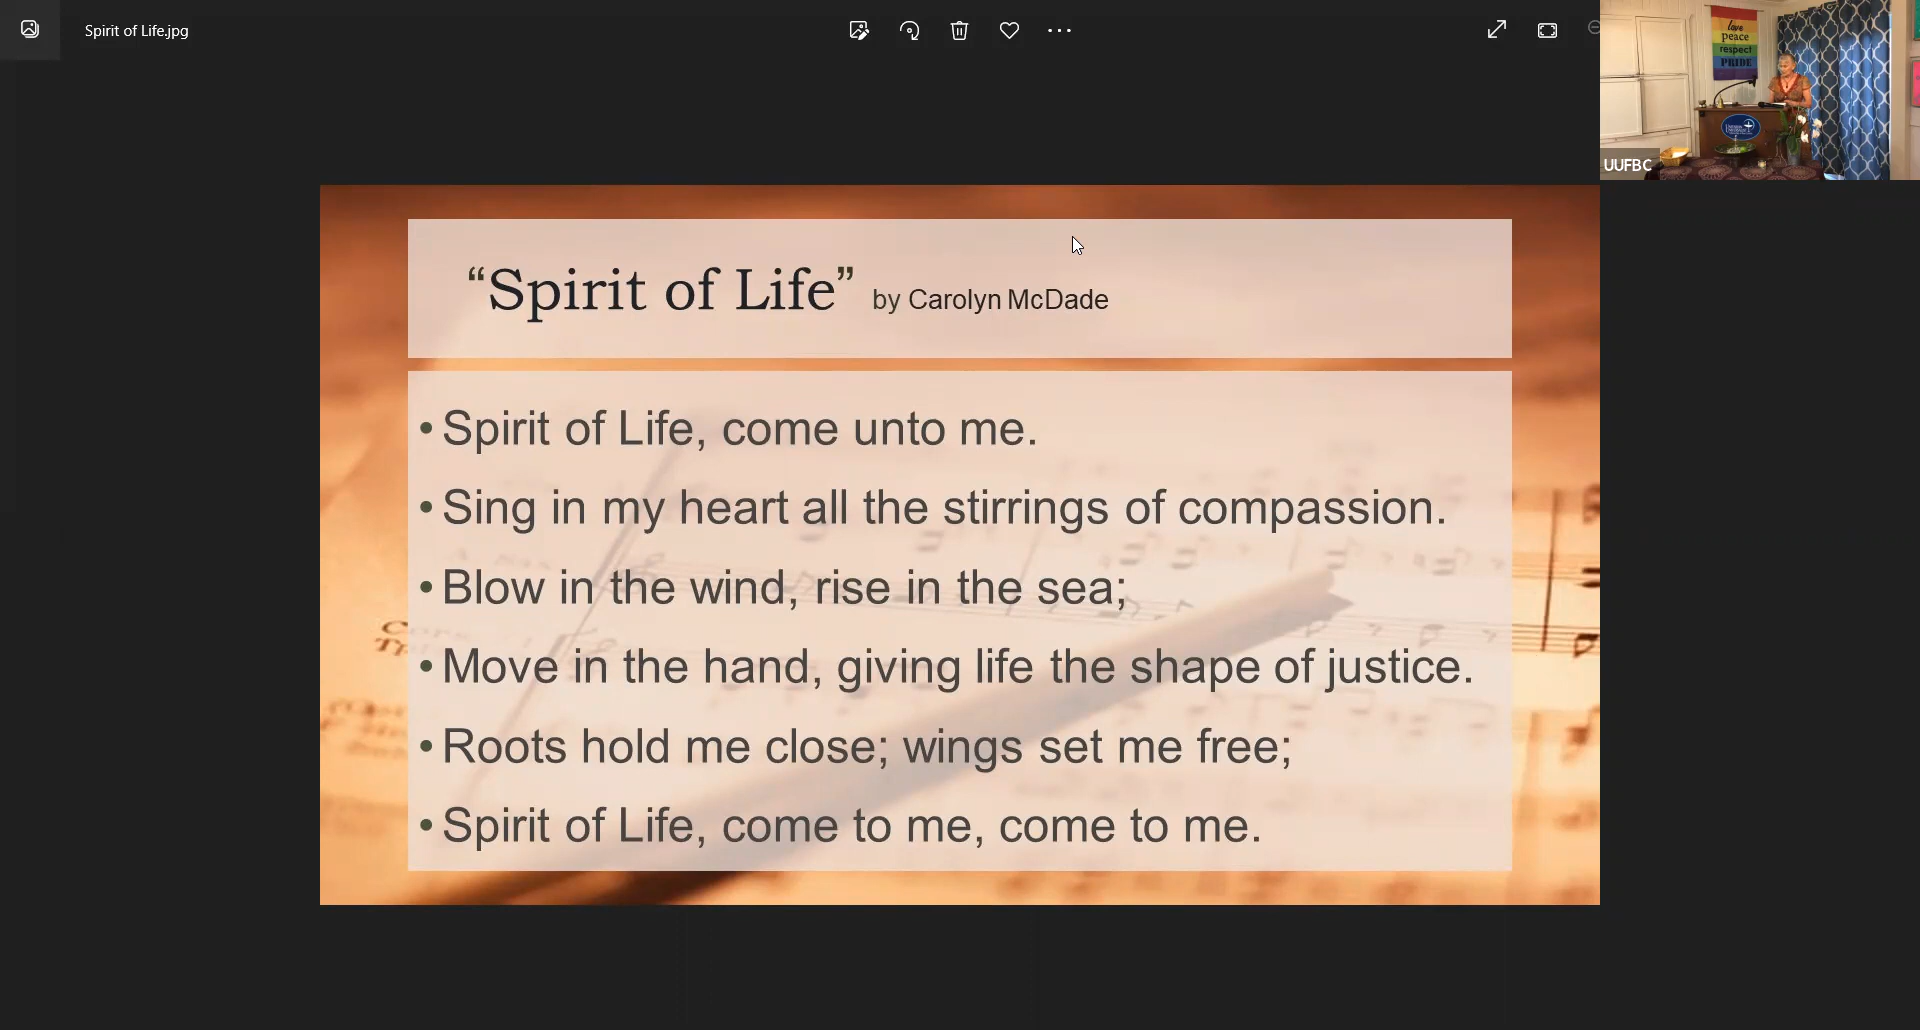 Spirit of Life.jpg
love
peace
respect
PRIDE
UUFBC
“Spirit of Life” by Carolyn McDade
• Spirit of Life, come unto me.
• Sing in my heart all the stirrings of compassion.
• Blow in the wind, rise in the sea;
• Move in the hand, giving life the shape of justice.
• Roots hold me close; wings set me free;
• Spirit of Life, come to me, come to me.